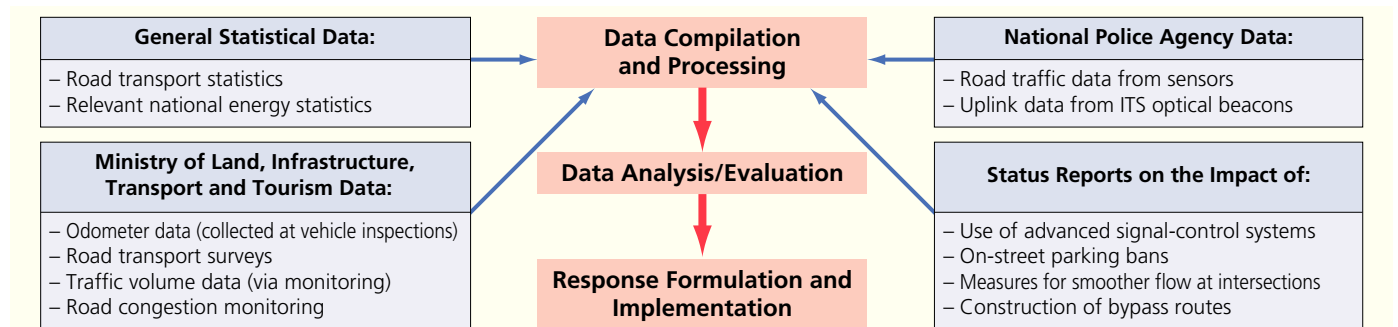 General Statistical Data:
– Road transport statistics
– Relevant national energy statistics
Ministry of Land, Infrastructure,
Transport and Tourism Data:
– Odometer data (collected at vehicle inspections)
– Road transport surveys
– Traffic volume data (via monitoring)
– Road congestion monitoring
Data Compilation
and Processing
Data Analysis/Evaluation
Response Formulation and
Implementation
National Police Agency Data:
– Road traffic data from sensors
– Uplink data from ITS optical beacons
Status Reports on the Impact of:
– Use of advanced signal-control systems
– On-street parking bans
– Measures for smoother flow at intersections
– Construction of bypass routes